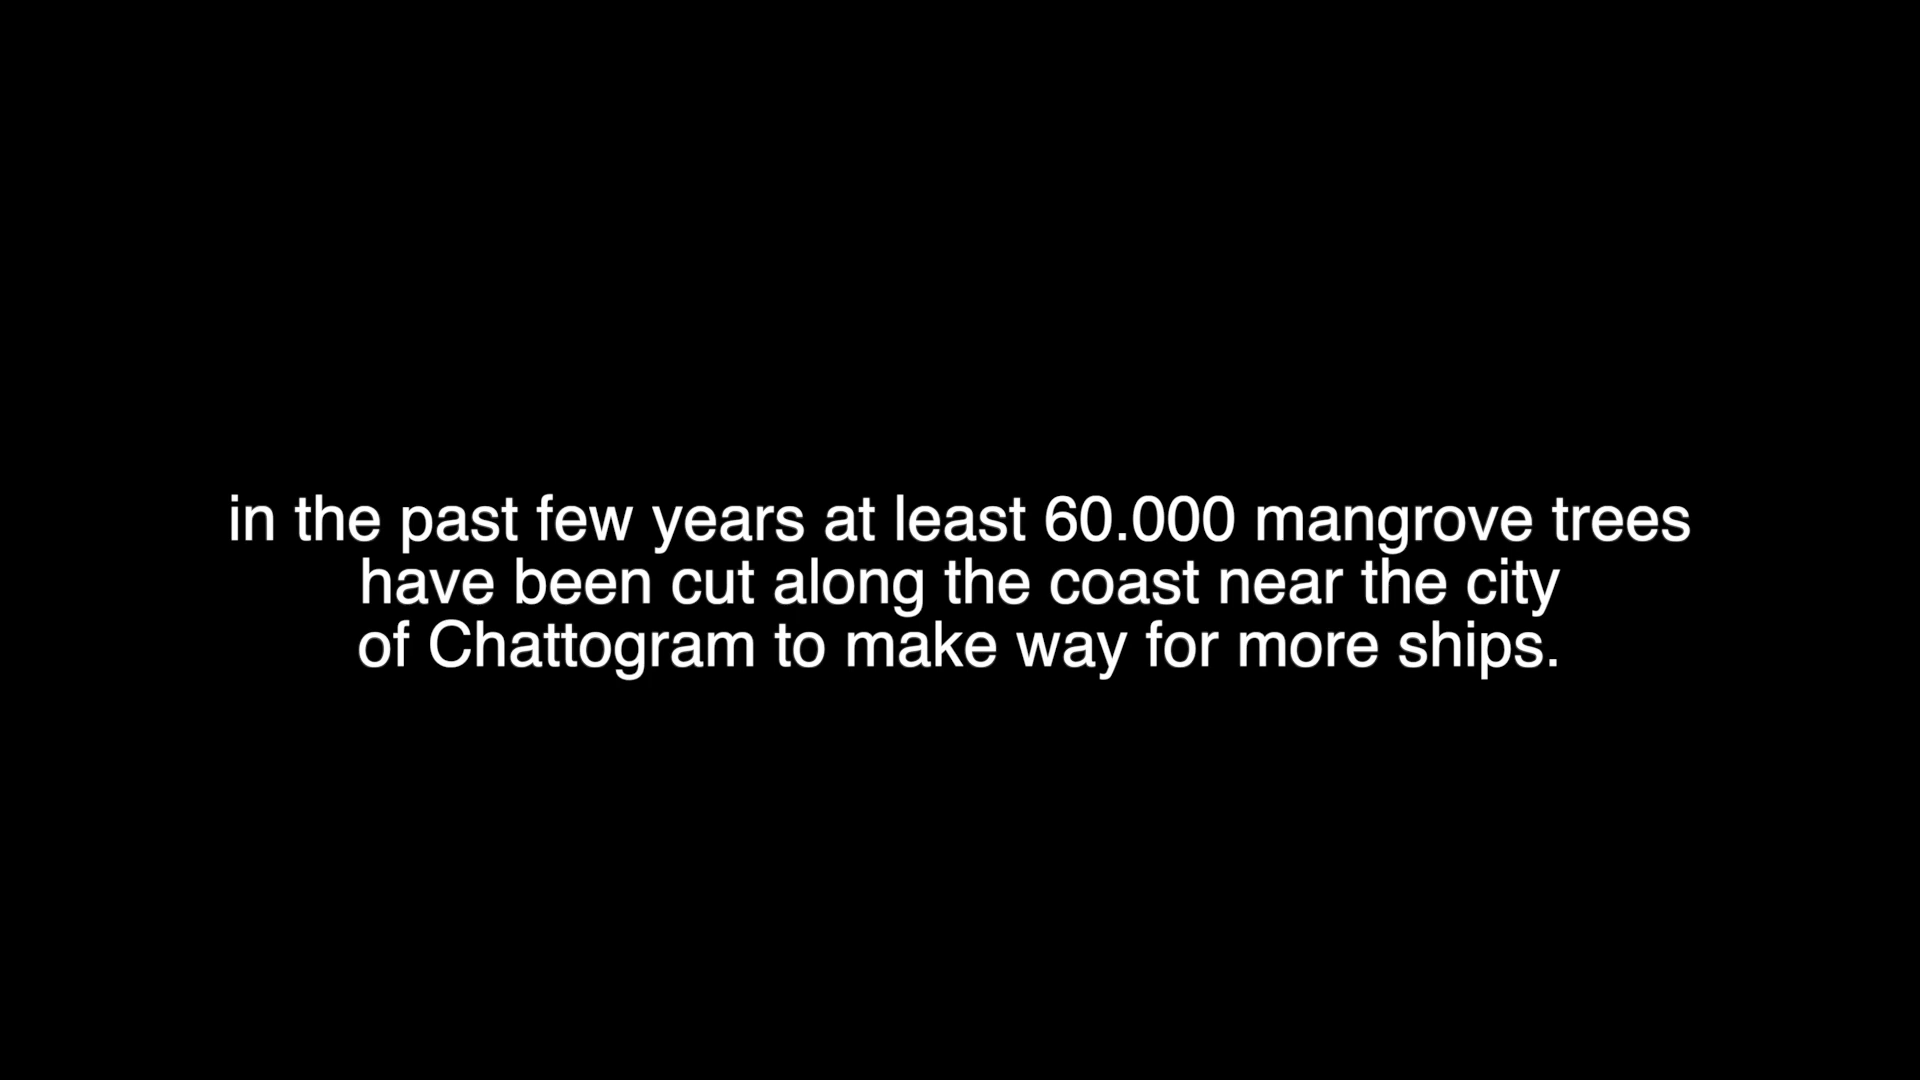 in the past few years at least 60.000 mangrove trees
have been cut along the coast near the city
of Chattogram to make way for more ships.